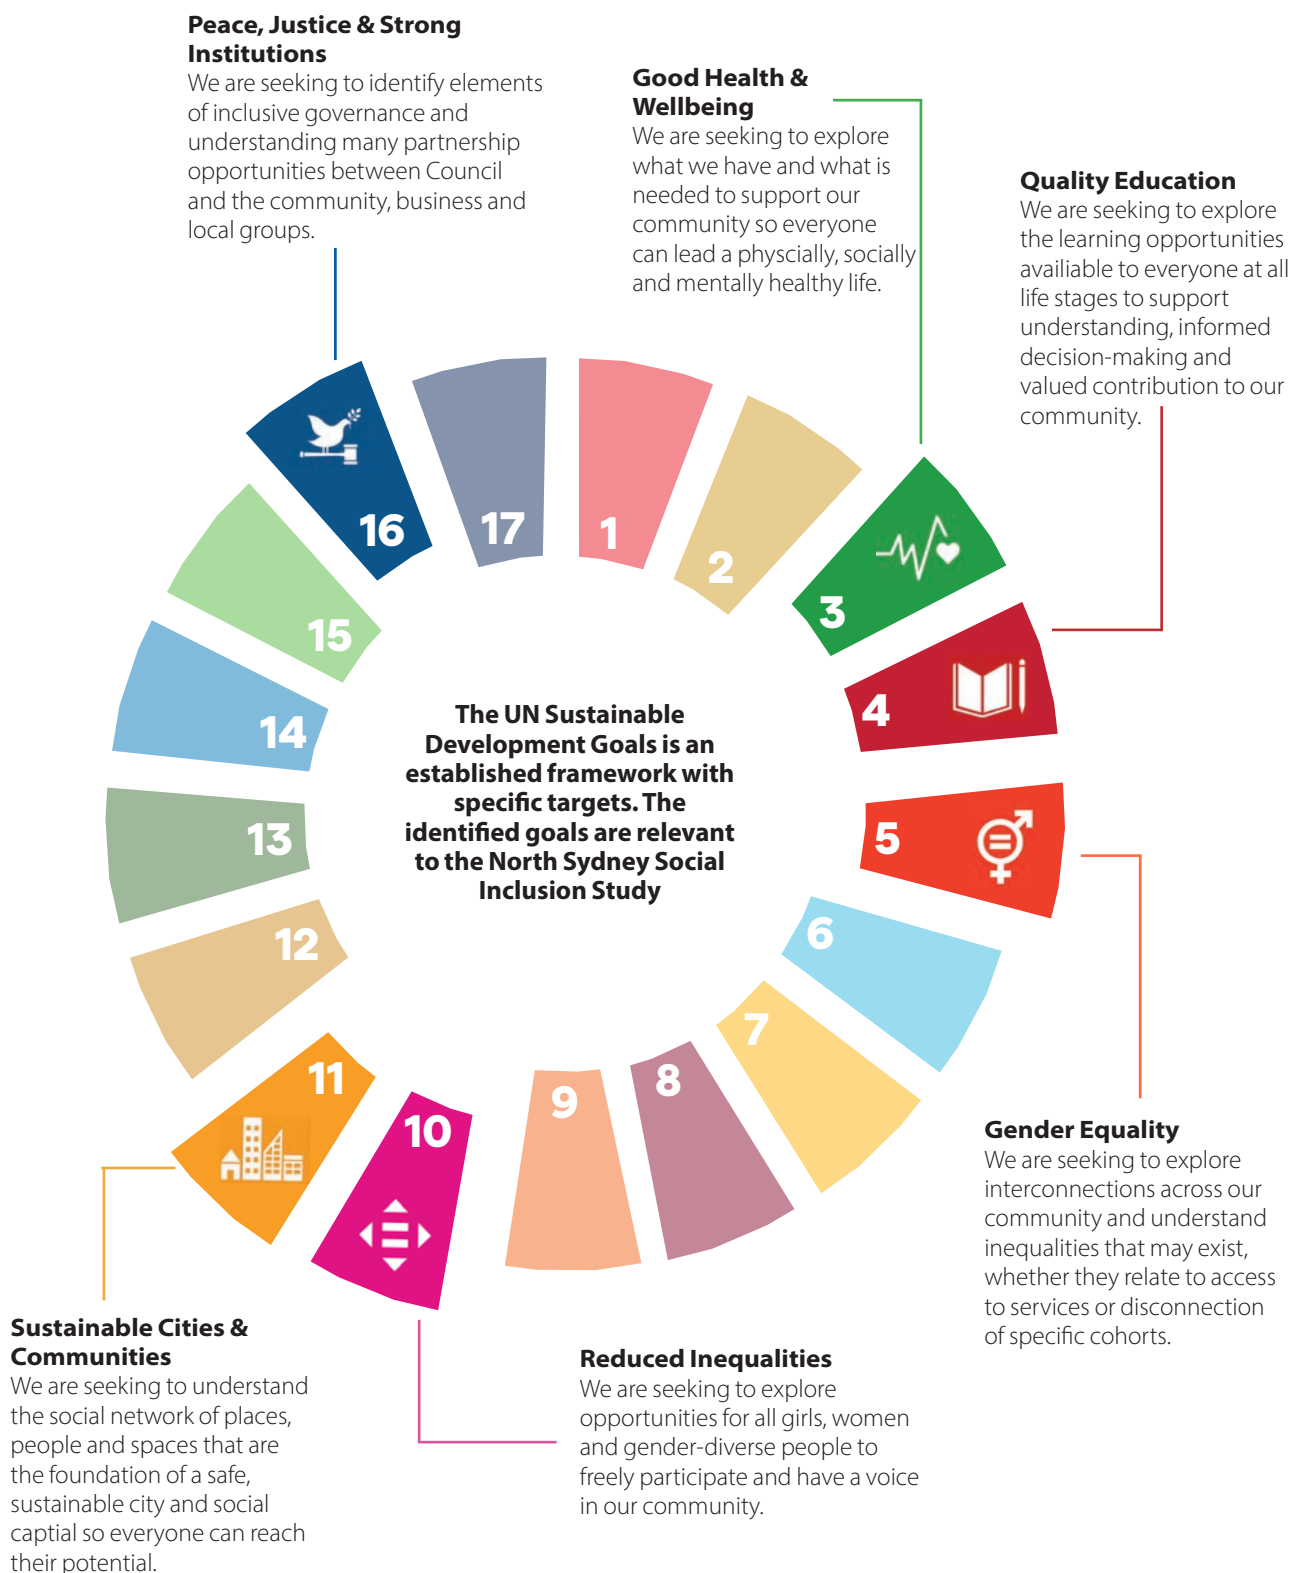 Peace, Justice & Strong
Institutions
We are seeking to identify elements
of inclusive governance and
understanding many partnership
opportunities between Council
and the community, business and
local groups.
Good Health &
Wellbeing
We are seeking to explore
what we have and what is
needed to support our
community so everyone
can lead a physcially, socially
and mentally healthy life.
Quality Education
We are seeking to explore
the learning opportunities
availiable to everyone at all
life stages to support
understanding, informed
decision-making and
valued contribution to our
community.
1
2
3
4
5
6
7
8
9
10
11
12
13
14
15
16
17
The UN Sustainable
Development Goals is an
established framework with
specific targets. The
identified goals are relevant
to the North Sydney Social
Inclusion Study
Gender Equality
We are seeking to explore
interconnections across our
community and understand
inequalities that may exist,
whether they relate to access
to services or disconnection
of specific cohorts.
Sustainable Cities &
Communities
We are seeking to understand
the social network of places,
people and spaces that are
the foundation of a safe,
sustainable city and social
captial so everyone can reach
their potential.
Reduced Inequalities
We are seeking to explore
opportunities for all girls, women
and gender-diverse people to
freely participate and have a voice
in our community.